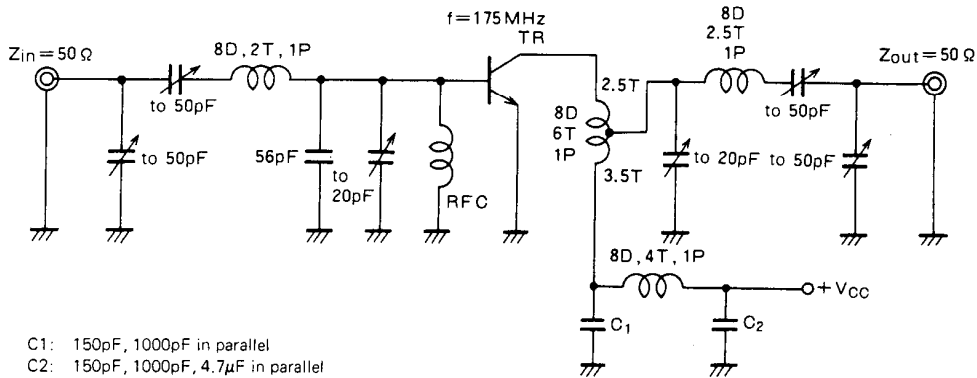 f=175MHz
TR
Zin=50Ω
8D, 2T, 1P
to 50pF
to 50pF
56pF
to
20pF
RFC
2.5T
8D
6T
1P
3.5T
8D
2.5T
1P
Zout=50Ω
to 50pF
to 20pF
to 50pF
8D, 4T, 1P
+VCC
C1
C2
C1: 150pF, 1000pF in parallel
C2: 150pF, 1000pF, 4.7μF in parallel